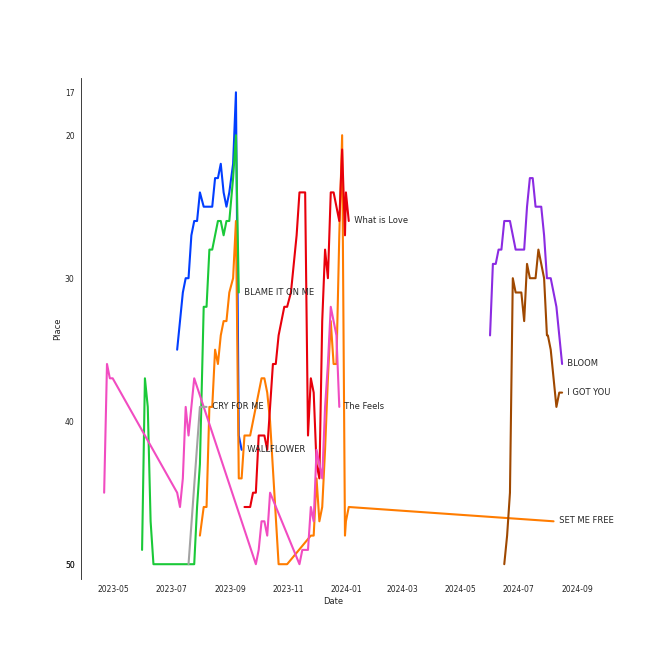 17
20
30
40
50
Place
What is Love
BLAME IT ON ME
BLOOM
I GOT YOU
CRY FOR ME
The Feels
WALLFLOWER
SET ME FREE
2023-05
2023-07
2023-09
2023-11
2024-01
2024-03
2024-05
2024-07
2024-09
Date